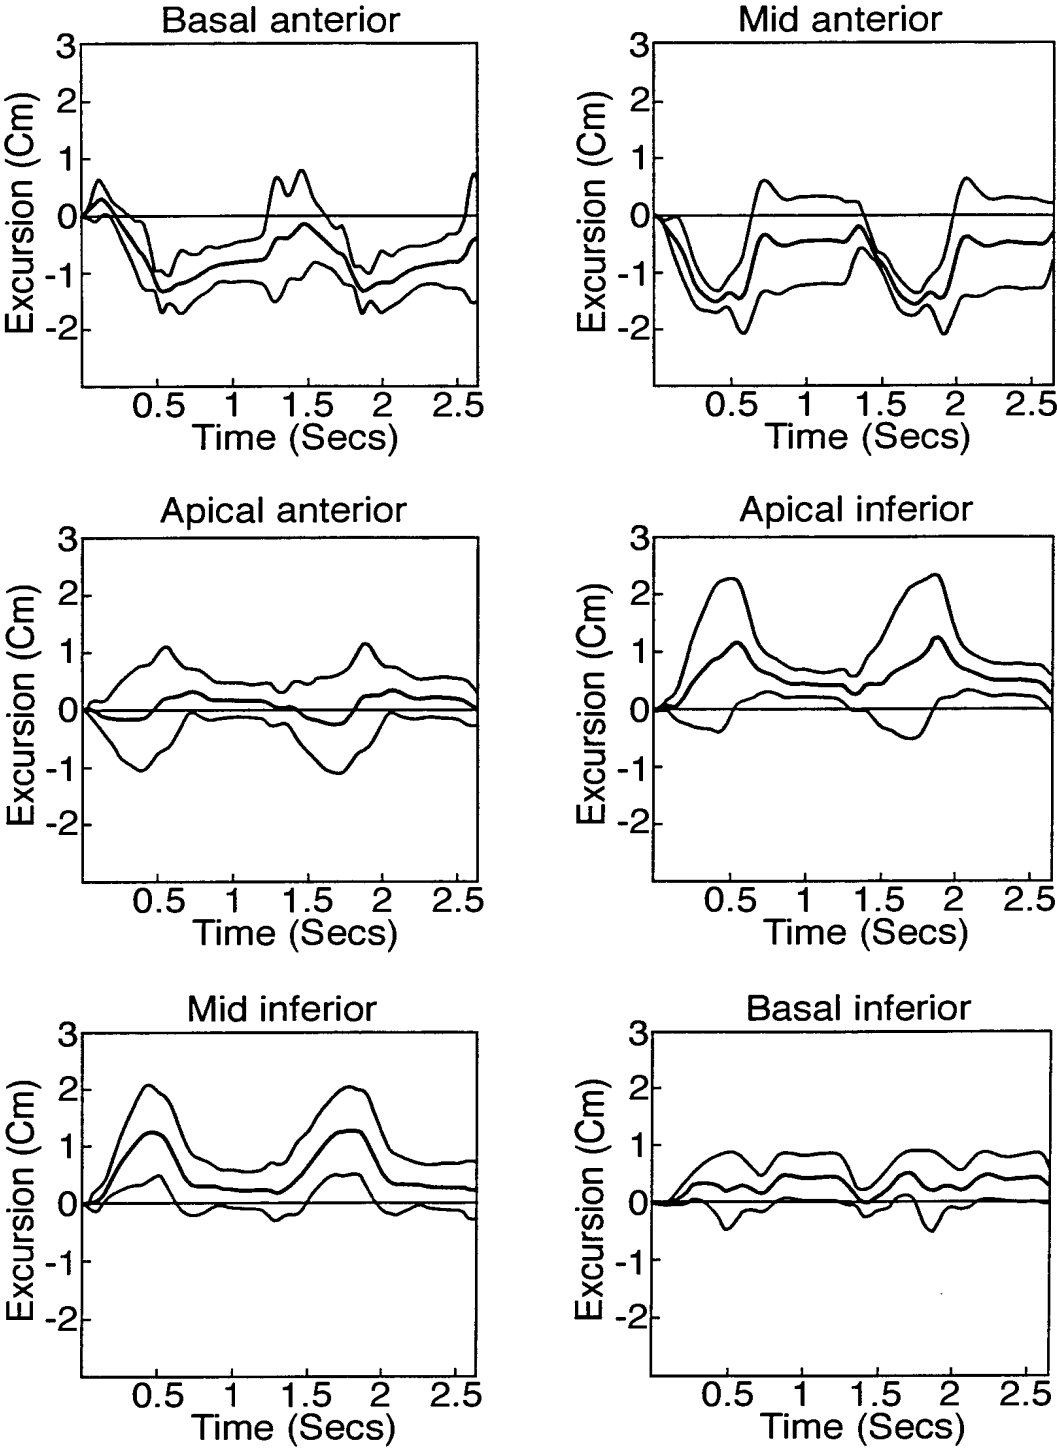 Basal anterior
3
2
1
0
-1
-2
Excursion (Cm)
0.5 1 1.5 2 2.5
Time (Secs)
Mid anterior
3
2
1
0
-1
-2
Excursion (Cm)
0.5 1 1.5 2 2.5
Time (Secs)
Apical anterior
3
2
1
0
-1
-2
Excursion (Cm)
0.5 1 1.5 2 2.5
Time (Secs)
Apical inferior
3
2
1
0
-1
-2
Excursion (Cm)
0.5 1 1.5 2 2.5
Time (Secs)
Mid inferior
3
2
1
0
-1
-2
Excursion (Cm)
0.5 1 1.5 2 2.5
Time (Secs)
Basal inferior
3
2
1
0
-1
-2
Excursion (Cm)
0.5 1 1.5 2 2.5
Time (Secs)